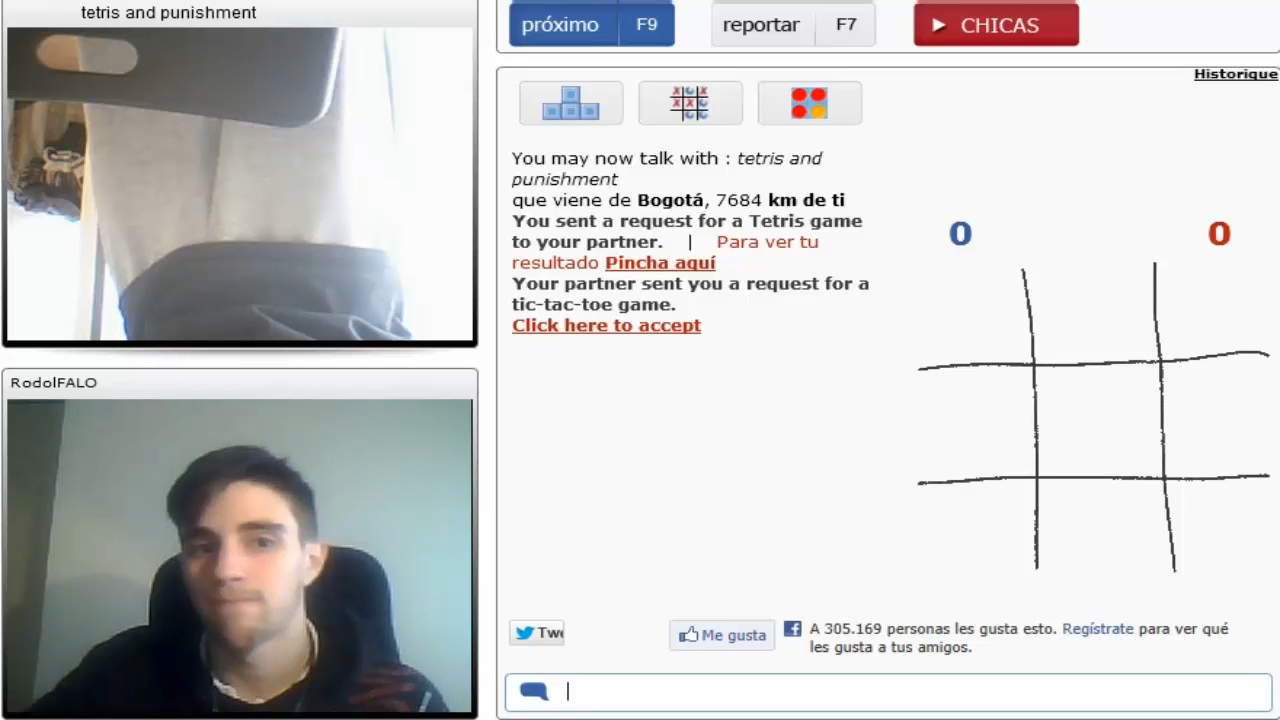 tetris and punishment
próximo F9
reportar F7
► CHICAS
Historique
You may now talk with : tetris and
punishment
que viene de Bogotá, 7684 km de ti
You sent a request for a Tetris game
to your partner. | Para ver tu
resultado Pincha aquí
Your partner sent you a request for a
tic-tac-toe game.
Click here to accept
0 0
RodolFALO
Me gusta
A 305.169 personas les gusta esto. Regístrate para ver qué
les gusta a tus amigos.